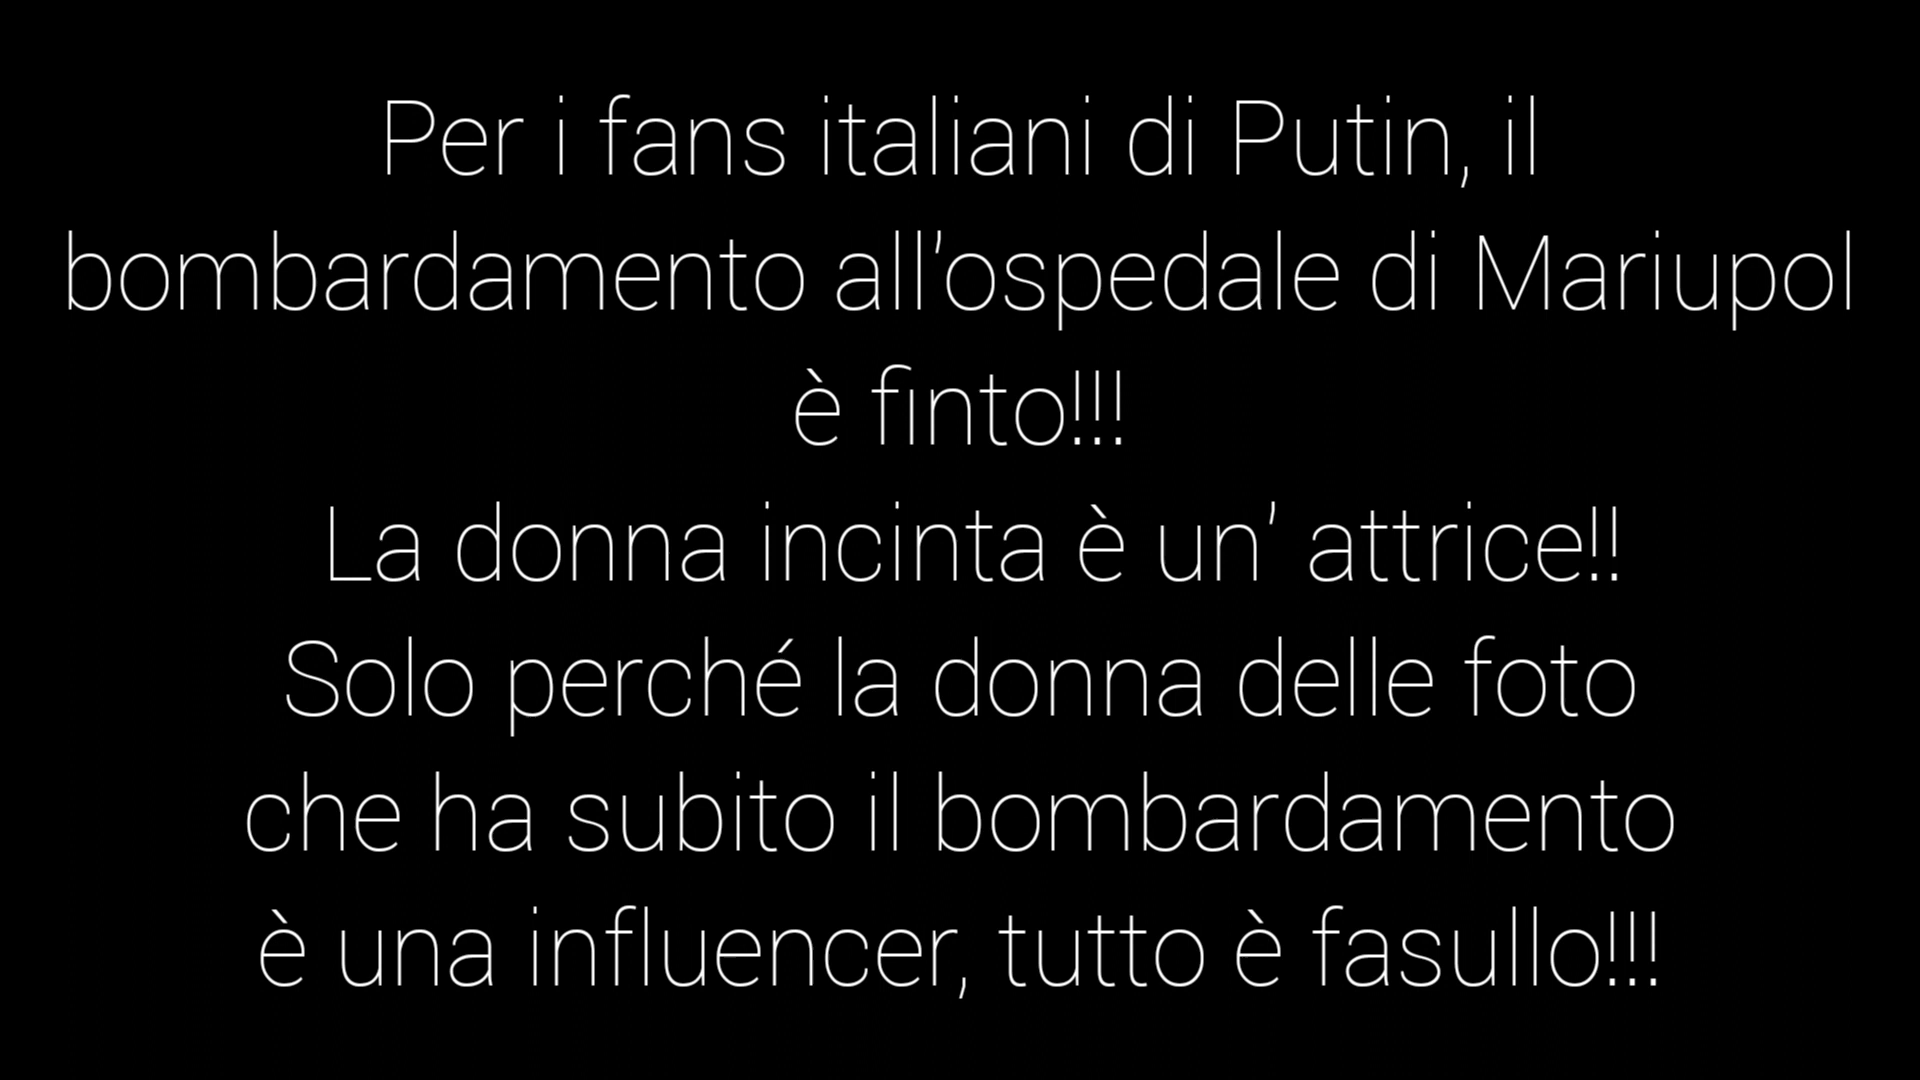 Per i fans italiani di Putin, il
bombardamento all’ospedale di Mariupol
è finto!!!
La donna incinta è un’ attrice!!
Solo perché la donna delle foto
che ha subito il bombardamento
è una influencer, tutto è fasullo!!!